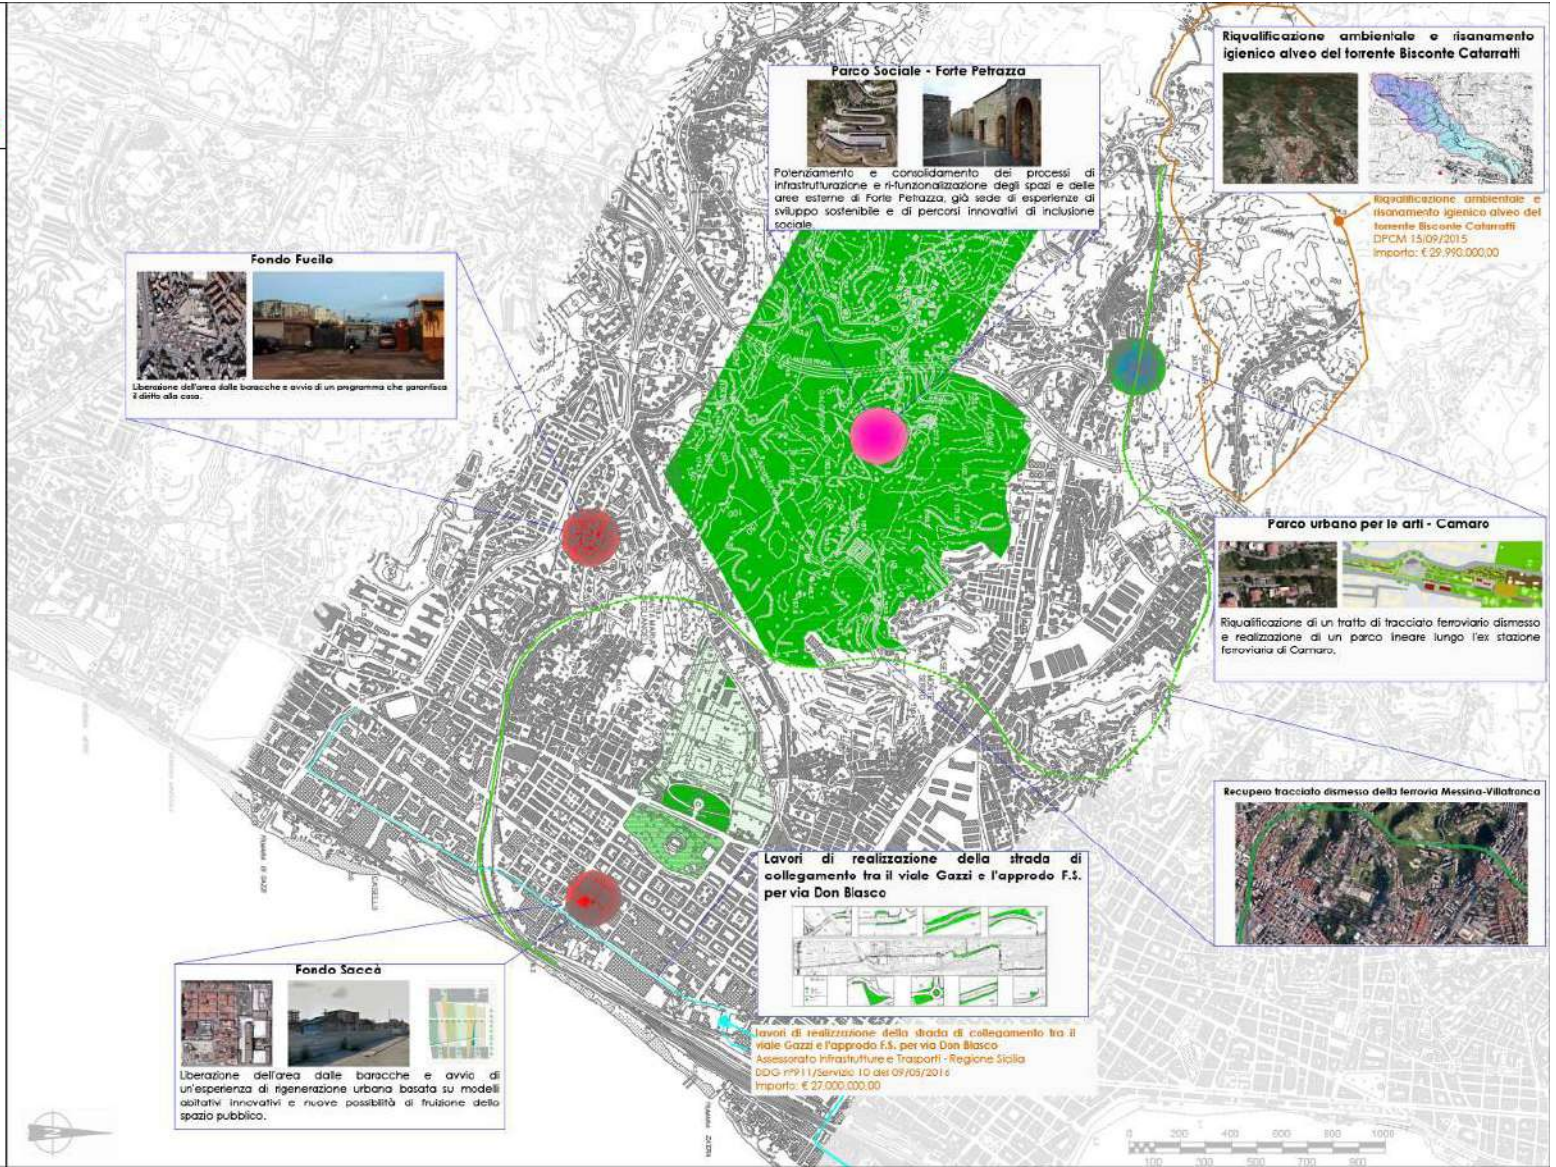 Riqualificazione ambientale e risanamento
igienico alveo del torrente Bisconte Catarratti
Riqualificazione ambientale e
risanamento igienico alveo del
torrente Bisconte Catarratti
DPCM 15/09/2015
Importo: € 29.990.000,00
Parco Sociale - Forte Petrazza
Potenziamento e consolidamento dei processi di
infrastrutturazione e ri-funzionalizzazione degli spazi e delle
aree esterne di Forte Petrazza, già sede di esperienze di
sviluppo sostenibile e di percorsi innovativi di inclusione
sociale.
Fondo Fucile
Liberazione dell'area dalle baracche e avvio di un programma che garantisca
il diritto alla casa.
Parco urbano per le arti - Camaro
Riqualificazione di un tratto di tracciato ferroviario dismesso
e realizzazione di un parco lineare lungo l'ex stazione
ferroviaria di Camaro.
Recupero tracciato dismesso della ferrovia Messina-Villafranca
Lavori di realizzazione della strada di
collegamento tra il viale Gazzi e l'approdo F.S.
per via Don Blasco
lavori di realizzazione della strada di collegamento tra il
viale Gazzi e l'approdo F.S. per via Don Blasco
Assessorato Infrastrutture e Trasporti - Regione Sicilia
DDG n°911/Servizio 10 del 09/05/2016
Importo: € 27.000.000,00
Fondo Saccà
Liberazione dell'area dalle baracche e avvio di
un'esperienza di rigenerazione urbana basata su modelli
abitativi innovativi e nuove possibilità di fruizione dello
spazio pubblico.
0 200 400 600 800 1000
100 300 500 700 900